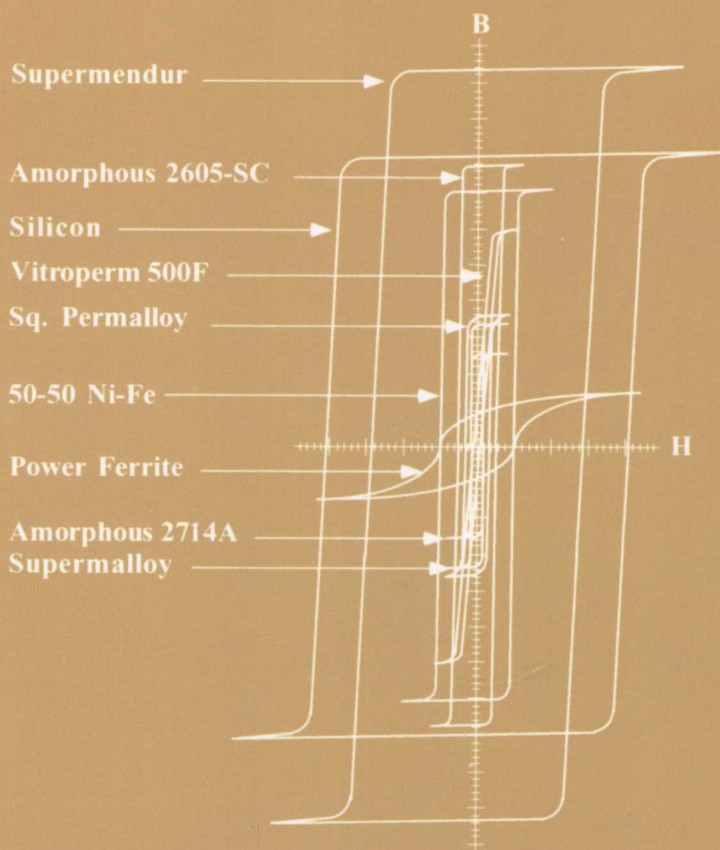 B
Supermendur
Amorphous 2605-SC
Silicon
Vitroperm 500F
Sq. Permalloy
50-50 Ni-Fe
H
Power Ferrite
Amorphous 2714A
Supermalloy